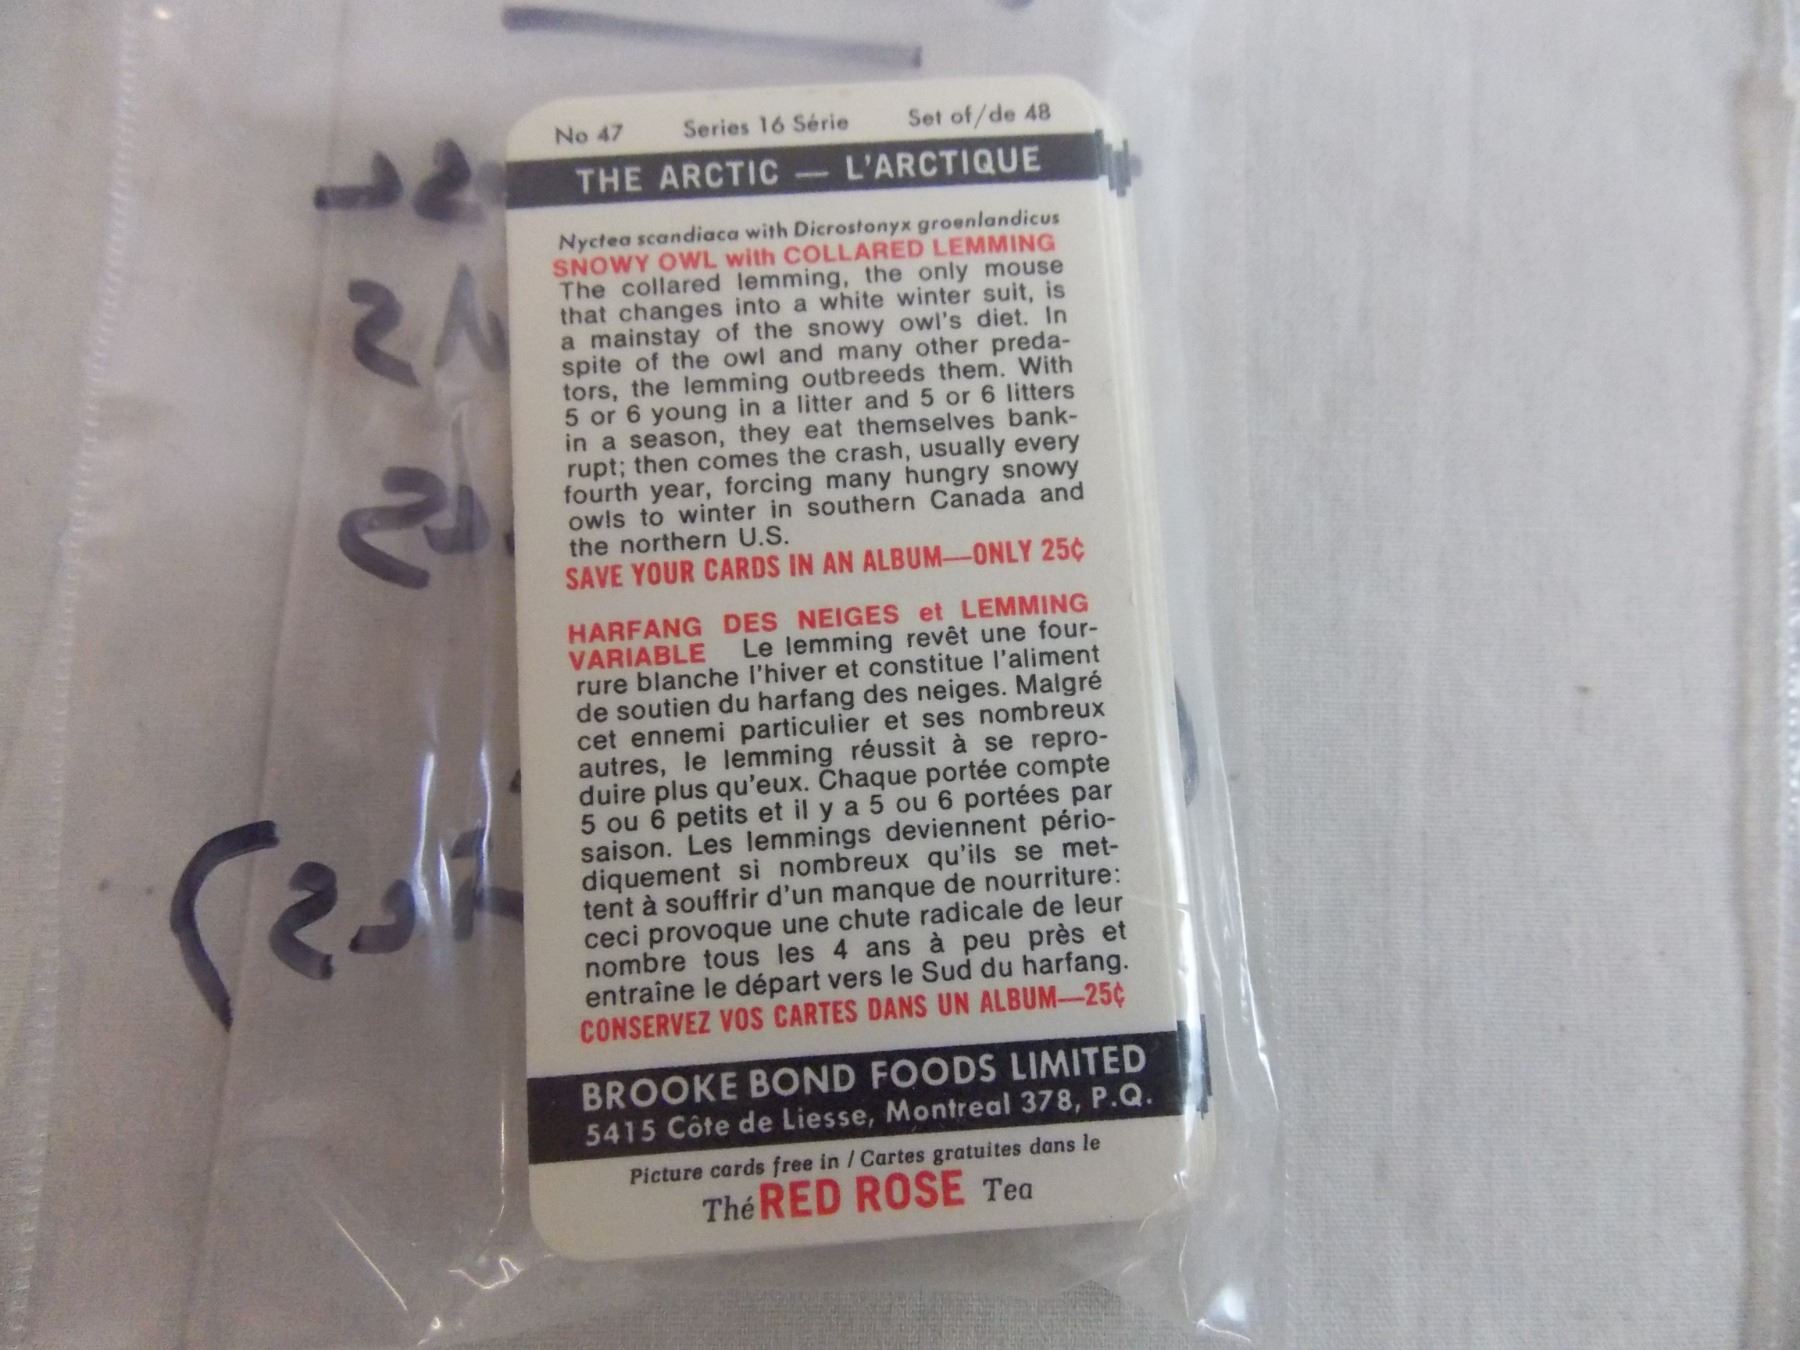 No 47 Series 16 Série Set of/de 48
THE ARCTIC — L'ARCTIQUE
Nyctea scandiaca with Dicrostonyx groenlandicus
SNOWY OWL with COLLARED LEMMING
The collared lemming, the only mouse
that changes into a white winter suit, is
a mainstay of the snowy owl's diet. In
spite of the owl and many other preda-
tors, the lemming outbreeds them. With
5 or 6 young in a litter and 5 or 6 litters
in a season, they eat themselves bank-
rupt; then comes the crash, usually every
fourth year, forcing many hungry snowy
owls to winter in southern Canada and
the northern U.S.
SAVE YOUR CARDS IN AN ALBUM—ONLY 25¢
HARFANG DES NEIGES et LEMMING
VARIABLE Le lemming revêt une four-
rure blanche l'hiver et constitue l'aliment
de soutien du harfang des neiges. Malgré
cet ennemi particulier et ses nombreux
autres, le lemming réussit à se repro-
duire plus qu'eux. Chaque portée compte
5 ou 6 petits et il y a 5 ou 6 portées par
saison. Les lemmings deviennent pério-
diquement si nombreux qu'ils se met-
tent à souffrir d'un manque de nourriture:
ceci provoque une chute radicale de leur
nombre tous les 4 ans à peu près et
entraîne le départ vers le Sud du harfang.
CONSERVEZ VOS CARTES DANS UN ALBUM—25¢
BROOKE BOND FOODS LIMITED
5415 Côte de Liesse, Montreal 378, P.Q.
Picture cards free in / Cartes gratuites dans le
Thé RED ROSE Tea